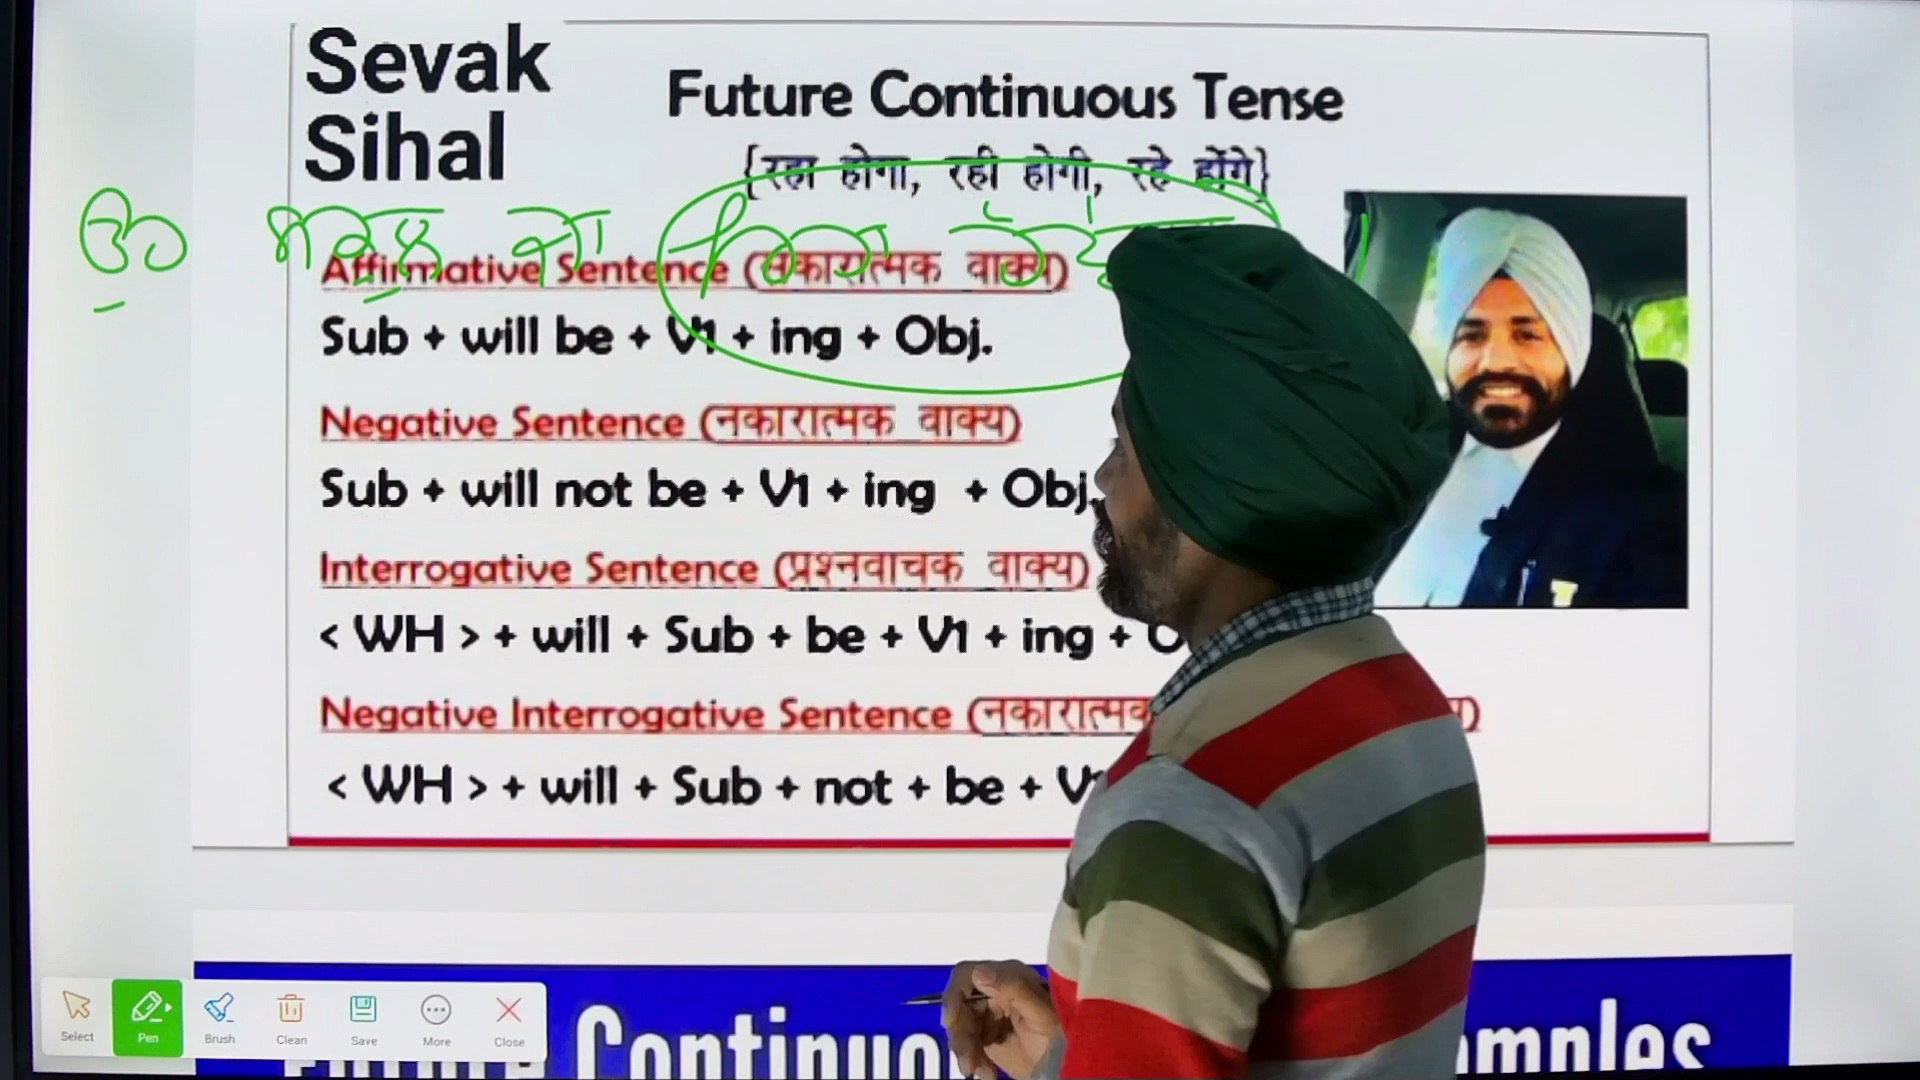 Sevak
Sihal
Future Continuous Tense
{रहा होगा, रही होगी, रहे होंगे}
ਉਹ ਸਕੂਲ ਜਾ ਰਿਹਾ
Affirmative Sentence (सकारात्मक वाक्य)
Sub + will be + V1 + ing + Obj.
Negative Sentence (नकारात्मक वाक्य)
Sub + will not be + V1 + ing + Obj.
Interrogative Sentence (प्रश्नवाचक वाक्य)
< WH > + will + Sub + be + V1 + ing + O
Negative Interrogative Sentence (नकारात्मक
< WH > + will + Sub + not + be + V1
Select Pen Brush Clean Save More Close